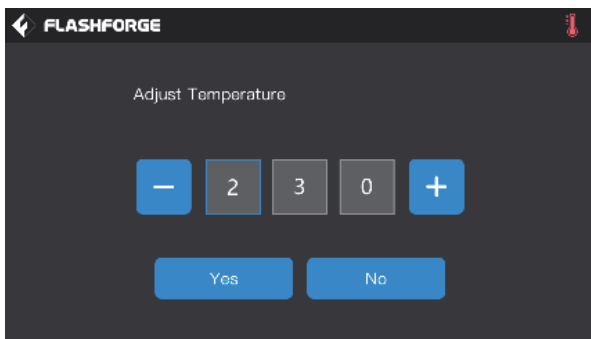 FLASHFORGE
Adjust Temperature
− 2 3 0 +
Yes No